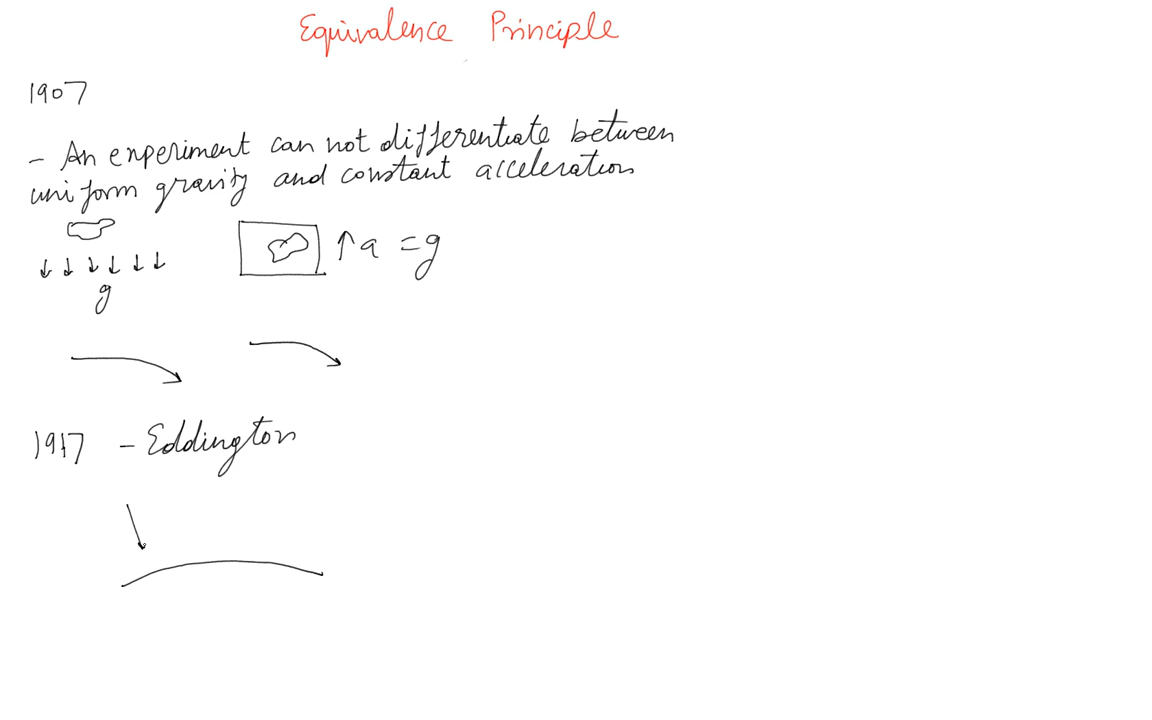 Equivalence Principle
1907
- An experiment can not differentiate between
uniform gravity and constant acceleration
↑a = g
g
1917 - Eddington